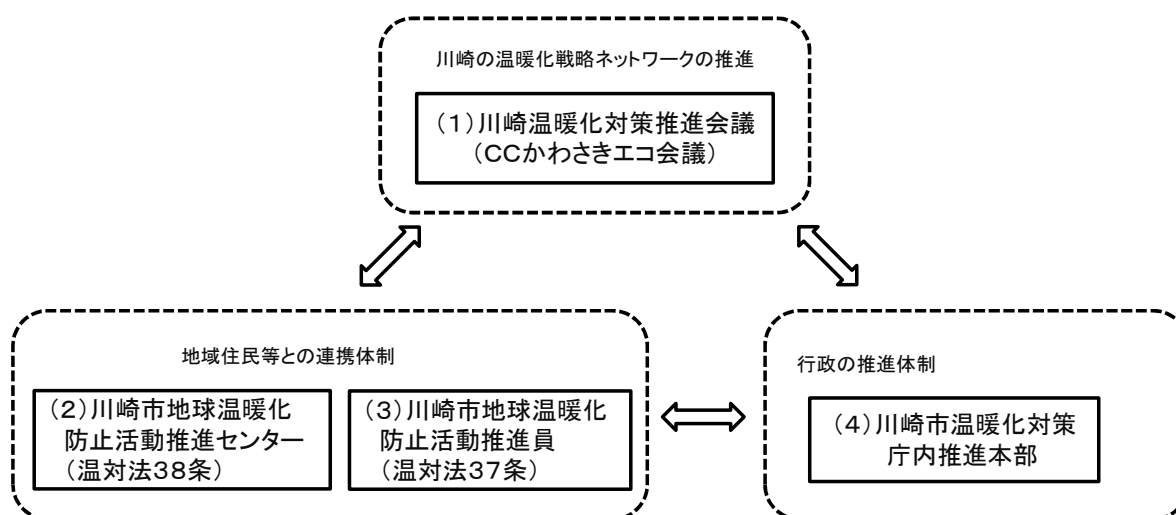 川崎の温暖化戦略ネットワークの推進
（1）川崎温暖化対策推進会議
（CCかわさきエコ会議）
地域住民等との連携体制
（2）川崎市地球温暖化
防止活動推進センター
（温対法38条）
（3）川崎市地球温暖化
防止活動推進員
（温対法37条）
行政の推進体制
（4）川崎市温暖化対策
庁内推進本部